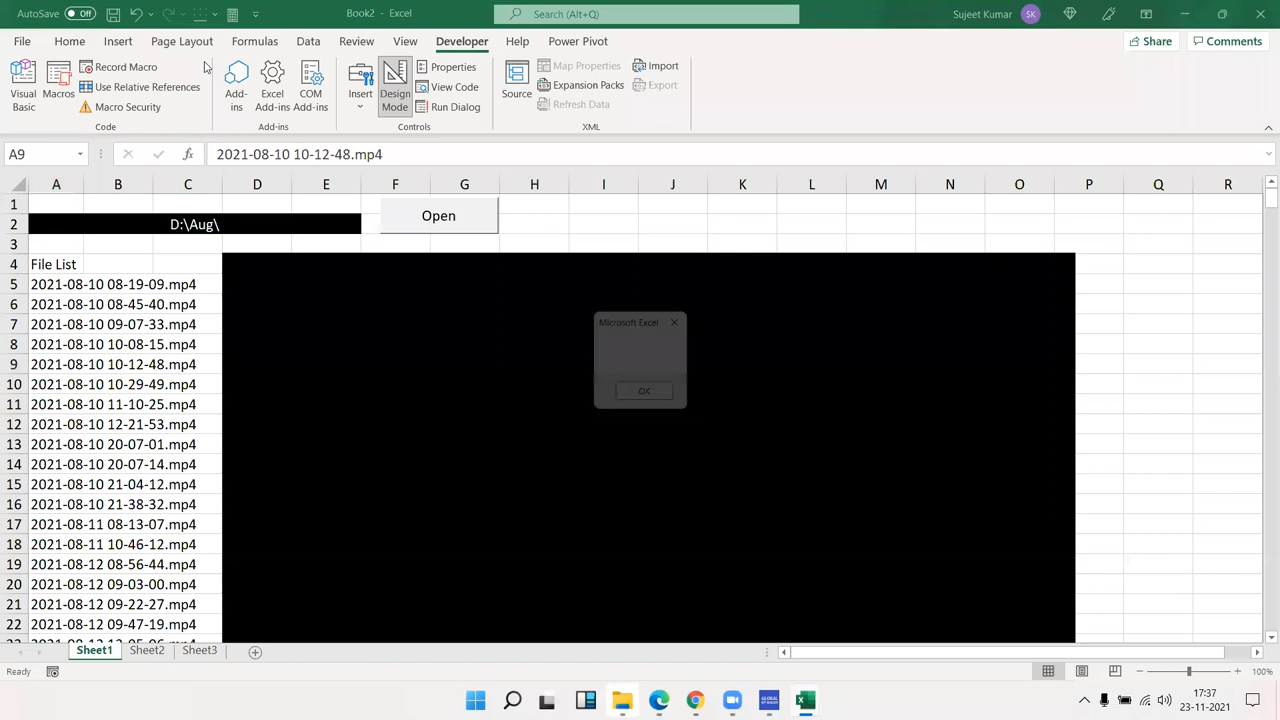 AutoSave Off Book2 - Excel Search (Alt+Q) Sujeet Kumar SK
File Home Insert Page Layout Formulas Data Review View Developer Help Power Pivot Share Comments
Visual Basic
Macros
Record Macro
Use Relative References
Macro Security
Code
Add-ins
Excel Add-ins
COM Add-ins
Add-ins
Insert
Design Mode
Properties
View Code
Run Dialog
Controls
Source
Map Properties
Expansion Packs
Refresh Data
Import
Export
XML
A9 fx 2021-08-10 10-12-48.mp4
A B C D E F G H I J K L M N O P Q R
1
2 D:\Aug\ Open
3
4 File List
5 2021-08-10 08-19-09.mp4
6 2021-08-10 08-45-40.mp4
7 2021-08-10 09-07-33.mp4
8 2021-08-10 10-08-15.mp4
9 2021-08-10 10-12-48.mp4
10 2021-08-10 10-29-49.mp4
11 2021-08-10 11-10-25.mp4
12 2021-08-10 12-21-53.mp4
13 2021-08-10 20-07-01.mp4
14 2021-08-10 20-07-14.mp4
15 2021-08-10 21-04-12.mp4
16 2021-08-10 21-38-32.mp4
17 2021-08-11 08-13-07.mp4
18 2021-08-11 10-46-12.mp4
19 2021-08-12 08-56-44.mp4
20 2021-08-12 09-03-00.mp4
21 2021-08-12 09-22-27.mp4
22 2021-08-12 09-47-19.mp4
Microsoft Excel
OK
Sheet1 Sheet2 Sheet3
Ready 100%
17:37
23-11-2021